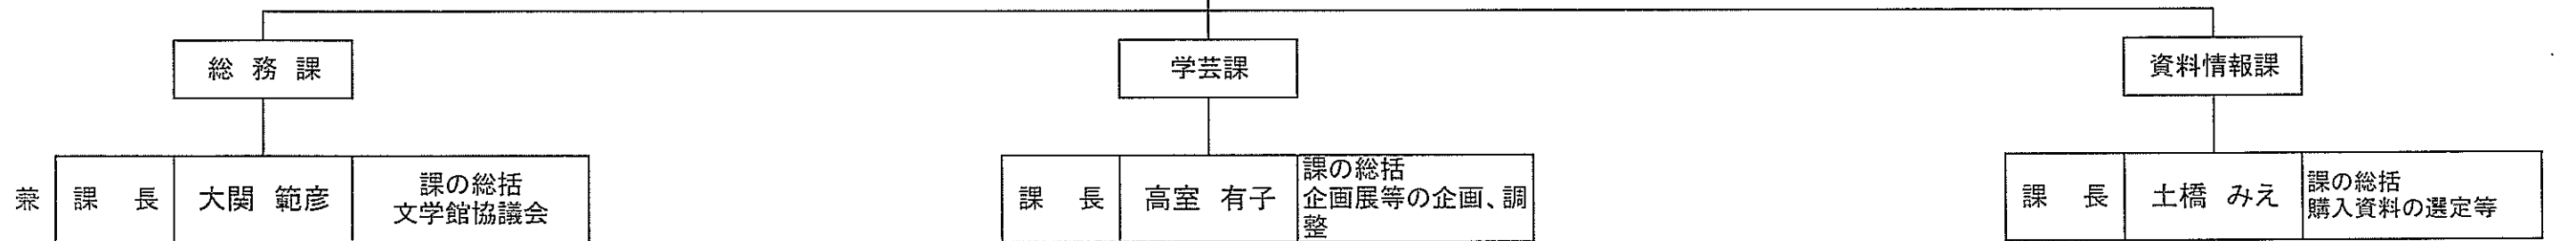 総務課
学芸課
資料情報課
兼 課長 大関 範彦 課の総括
文学館協議会
課長 高室 有子 課の総括
企画展等の企画、調
整
課長 土橋 みえ 課の総括
購入資料の選定等